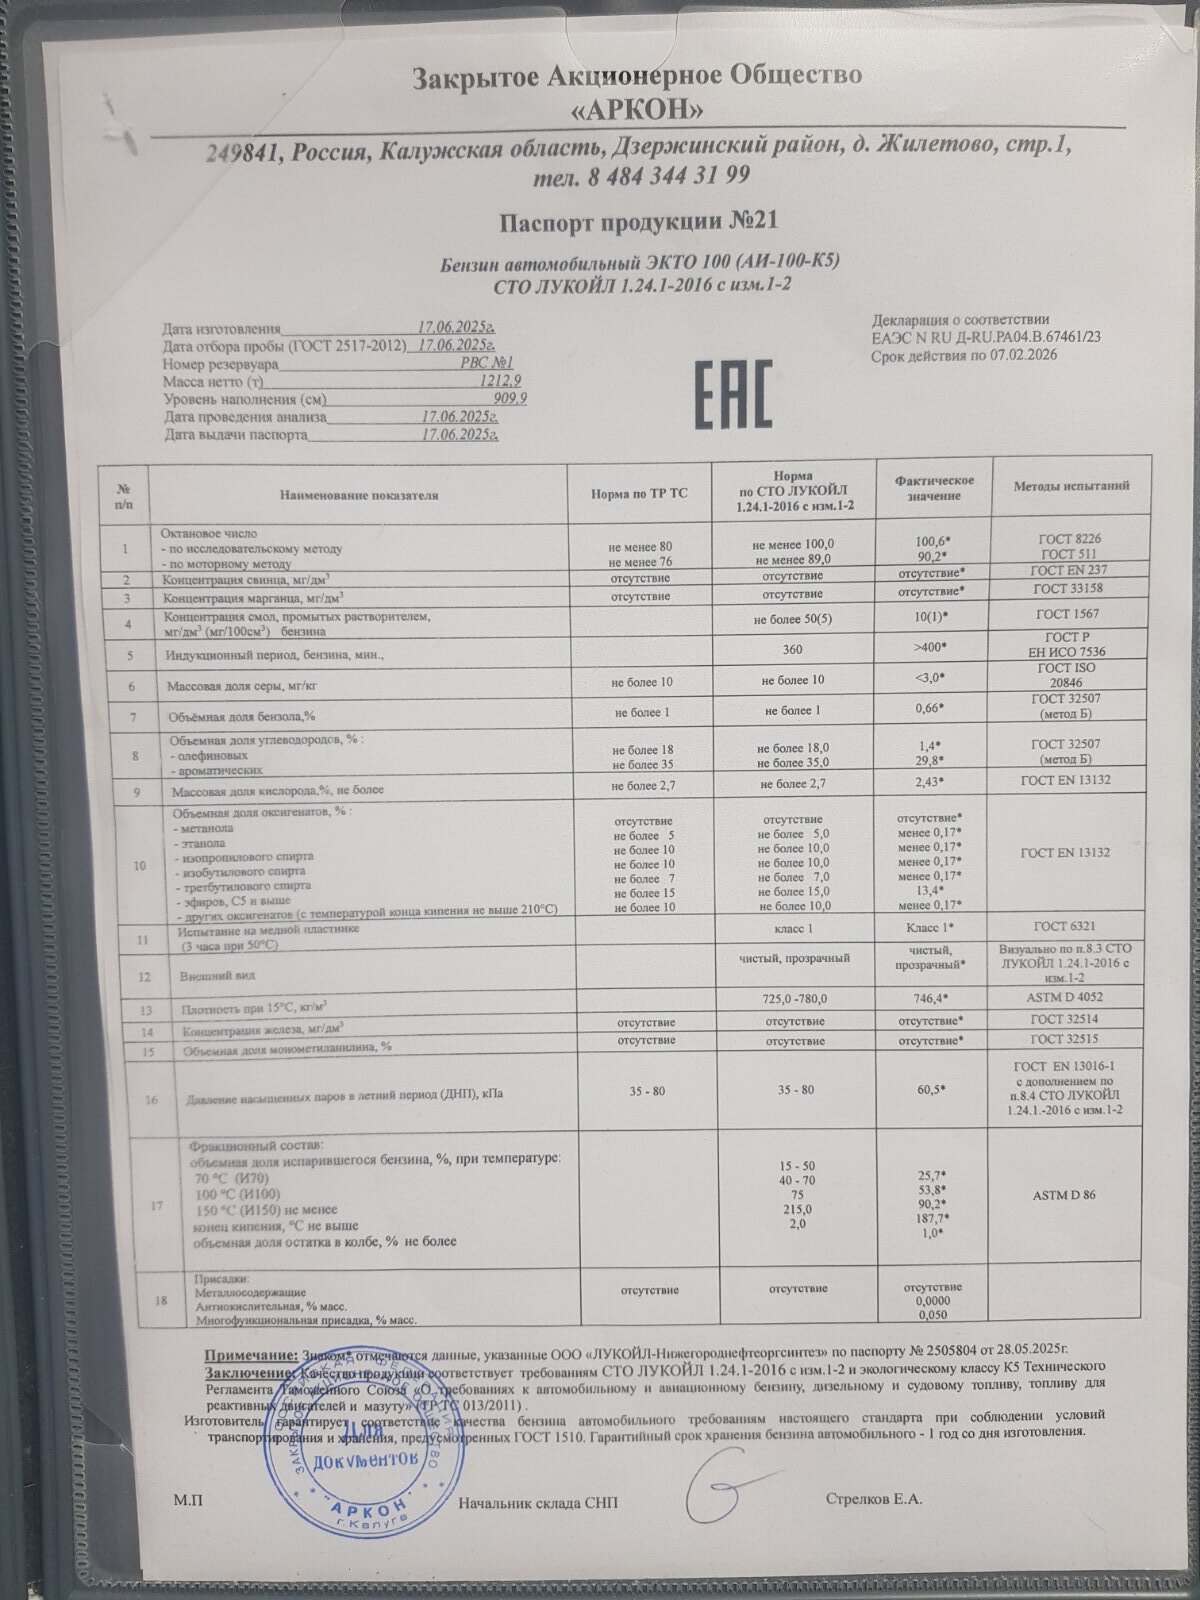 Закрытое Акционерное Общество
«АРКОН»
249841, Россия, Калужская область, Дзержинский район, д. Жилетово, стр.1,
тел. 8 484 344 31 99
Паспорт продукции №21
Бензин автомобильный ЭКТО 100 (АИ-100-К5)
СТО ЛУКОЙЛ 1.24.1-2016 с изм.1-2
Дата изготовления 17.06.2025г.
Дата отбора пробы (ГОСТ 2517-2012) 17.06.2025г.
Номер резервуара РВС №1
Масса нетто (т) 1212,9
Уровень наполнения (см) 909,9
Дата проведения анализа 17.06.2025г.
Дата выдачи паспорта 17.06.2025г.
EAC
Декларация о соответствии
ЕАЭС N RU Д-RU.РА04.В.67461/23
Срок действия по 07.02.2026
№ п/п Наименование показателя Норма по ТР ТС Норма по СТО ЛУКОЙЛ 1.24.1-2016 с изм.1-2 Фактическое значение Методы испытаний
1 Октановое число
- по исследовательскому методу не менее 80 не менее 100,0 100,6* ГОСТ 8226
- по моторному методу не менее 76 не менее 89,0 90,2* ГОСТ 511
2 Концентрация свинца, мг/дм³ отсутствие отсутствие отсутствие* ГОСТ EN 237
3 Концентрация марганца, мг/дм³ отсутствие отсутствие отсутствие* ГОСТ 33158
4 Концентрация смол, промытых растворителем,
мг/дм³ (мг/100см³) бензина не более 50(5) 10(1)* ГОСТ 1567
5 Индукционный период, бензина, мин., 360 >400* ГОСТ Р ЕН ИСО 7536
6 Массовая доля серы, мг/кг не более 10 не более 10 <3,0* ГОСТ ISO 20846
7 Объёмная доля бензола,% не более 1 не более 1 0,66* ГОСТ 32507 (метод Б)
8 Объемная доля углеводородов, % :
- олефиновых не более 18 не более 18,0 1,4* ГОСТ 32507
- ароматических не более 35 не более 35,0 29,8* (метод Б)
9 Массовая доля кислорода,%, не более не более 2,7 не более 2,7 2,43* ГОСТ EN 13132
10 Объемная доля оксигенатов, % : ГОСТ EN 13132
- метанола отсутствие отсутствие отсутствие*
- этанола не более 5 не более 5,0 менее 0,17*
- изопропилового спирта не более 10 не более 10,0 менее 0,17*
- изобутилового спирта не более 10 не более 10,0 менее 0,17*
- третбутилового спирта не более 7 не более 7,0 менее 0,17*
- эфиров, С5 и выше не более 15 не более 15,0 13,4*
- других оксигенатов (с температурой конца кипения не выше 210°С) не более 10 не более 10,0 менее 0,17*
11 Испытание на медной пластинке
(3 часа при 50°С) класс 1 Класс 1* ГОСТ 6321
12 Внешний вид чистый, прозрачный чистый, прозрачный* Визуально по п.8.3 СТО ЛУКОЙЛ 1.24.1-2016 с изм.1-2
13 Плотность при 15°С, кг/м³ 725,0 -780,0 746,4* ASTM D 4052
14 Концентрация железа, мг/дм³ отсутствие отсутствие отсутствие* ГОСТ 32514
15 Объемная доля монометиланилина, % отсутствие отсутствие отсутствие* ГОСТ 32515
16 Давление насыщенных паров в летний период (ДНП), кПа 35 - 80 35 - 80 60,5* ГОСТ EN 13016-1 с дополнением по п.8.4 СТО ЛУКОЙЛ 1.24.1.-2016 с изм.1-2
17 Фракционный состав: ASTM D 86
объемная доля испарившегося бензина, %, при температуре:
70 °С (И70) 15 - 50 25,7*
100 °С (И100) 40 - 70 53,8*
150 °С (И150) не менее 75 90,2*
конец кипения, °С не выше 215,0 187,7*
объемная доля остатка в колбе, % не более 2,0 1,0*
18 Присадки:
Металлосодержащие отсутствие отсутствие отсутствие
Антиокислительная, % масс. 0,0000
Многофункциональная присадка, % масс. 0,050
Примечание: Знаком* отмечаются данные, указанные ООО «ЛУКОЙЛ-Нижегороднефтеоргсинтез» по паспорту № 2505804 от 28.05.2025г.
Заключение: Качество продукции соответствует требованиям СТО ЛУКОЙЛ 1.24.1-2016 с изм.1-2 и экологическому классу К5 Технического
Регламента Таможенного Союза «О требованиях к автомобильному и авиационному бензину, дизельному и судовому топливу, топливу для
реактивных двигателей и мазуту» (ТР ТС 013/2011) .
Изготовитель гарантирует соответствие качества бензина автомобильного требованиям настоящего стандарта при соблюдении условий
транспортирования и хранения, предусмотренных ГОСТ 1510. Гарантийный срок хранения бензина автомобильного - 1 год со дня изготовления.
РОССИЙСКАЯ ФЕДЕРАЦИЯ
ЗАКРЫТОЕ АКЦИОНЕРНОЕ ОБЩЕСТВО
Для
ДОКУМЕНТОВ
"АРКОН"
г.Калуга
М.П Начальник склада СНП Стрелков Е.А.